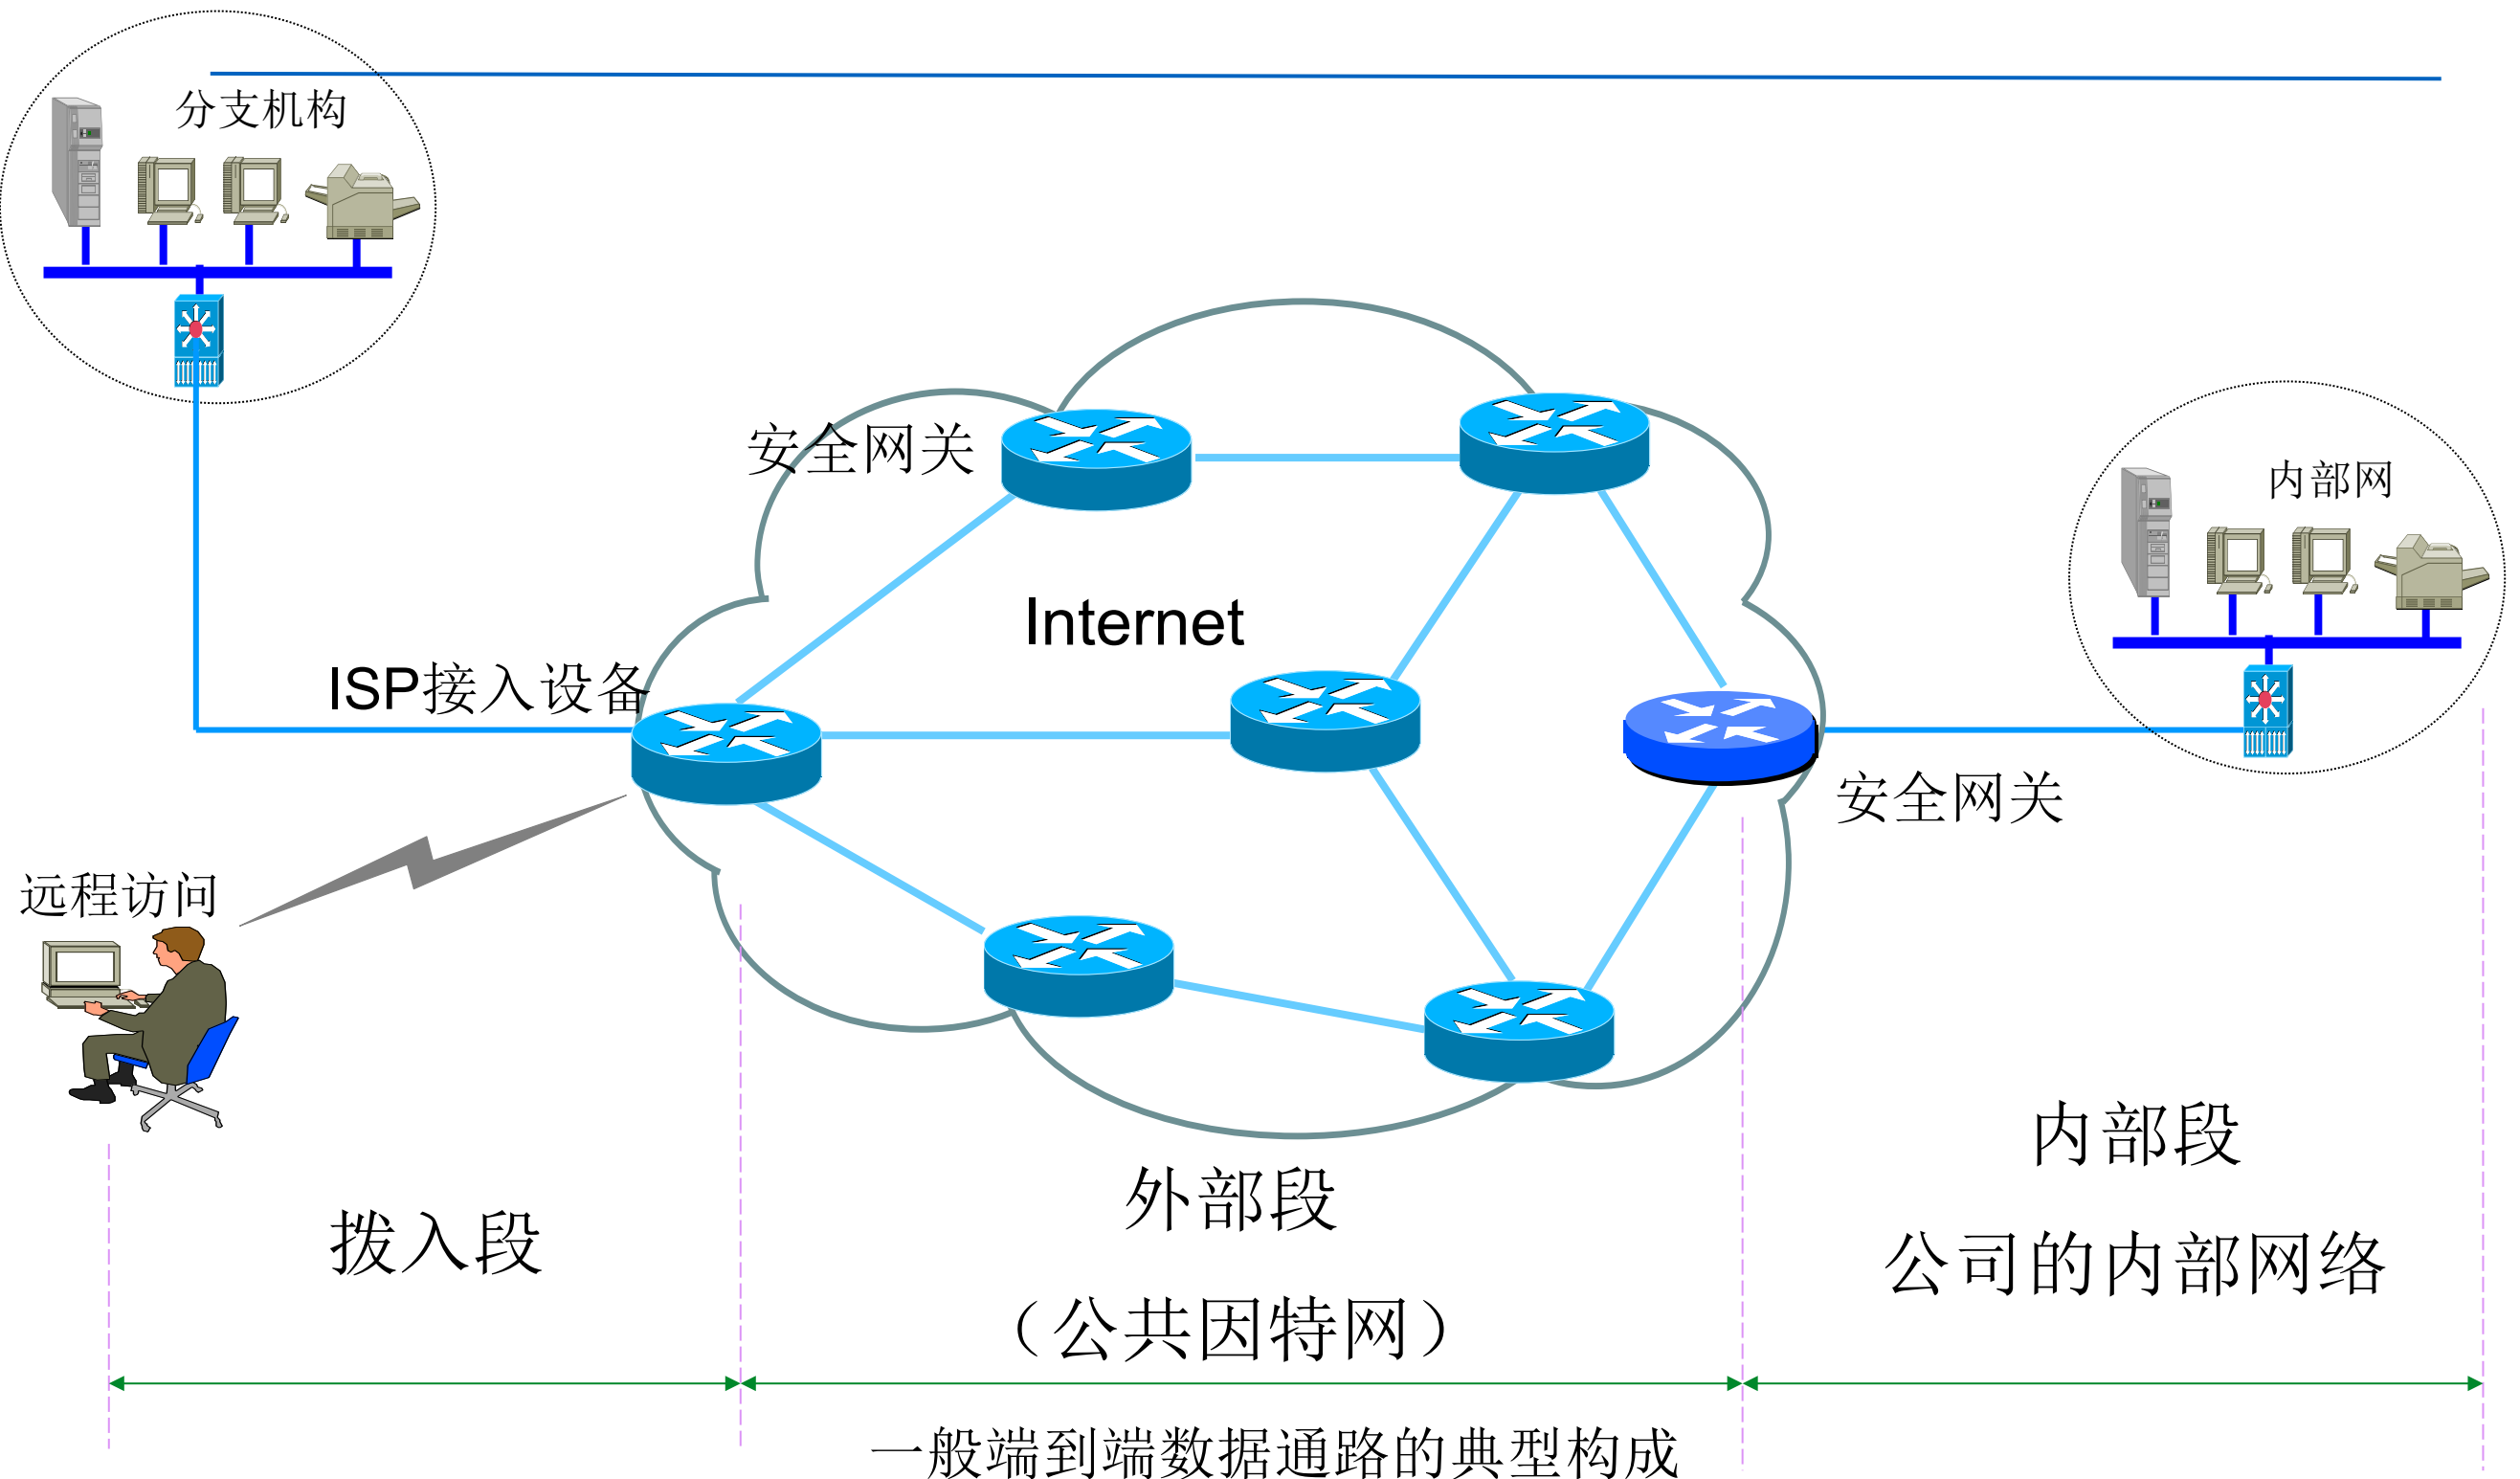 分支机构
安全网关
内部网
Internet
ISP接入设备
安全网关
远程访问
内部段
外部段
拨入段
公司的内部网络
（公共因特网）
一般端到端数据通路的典型构成